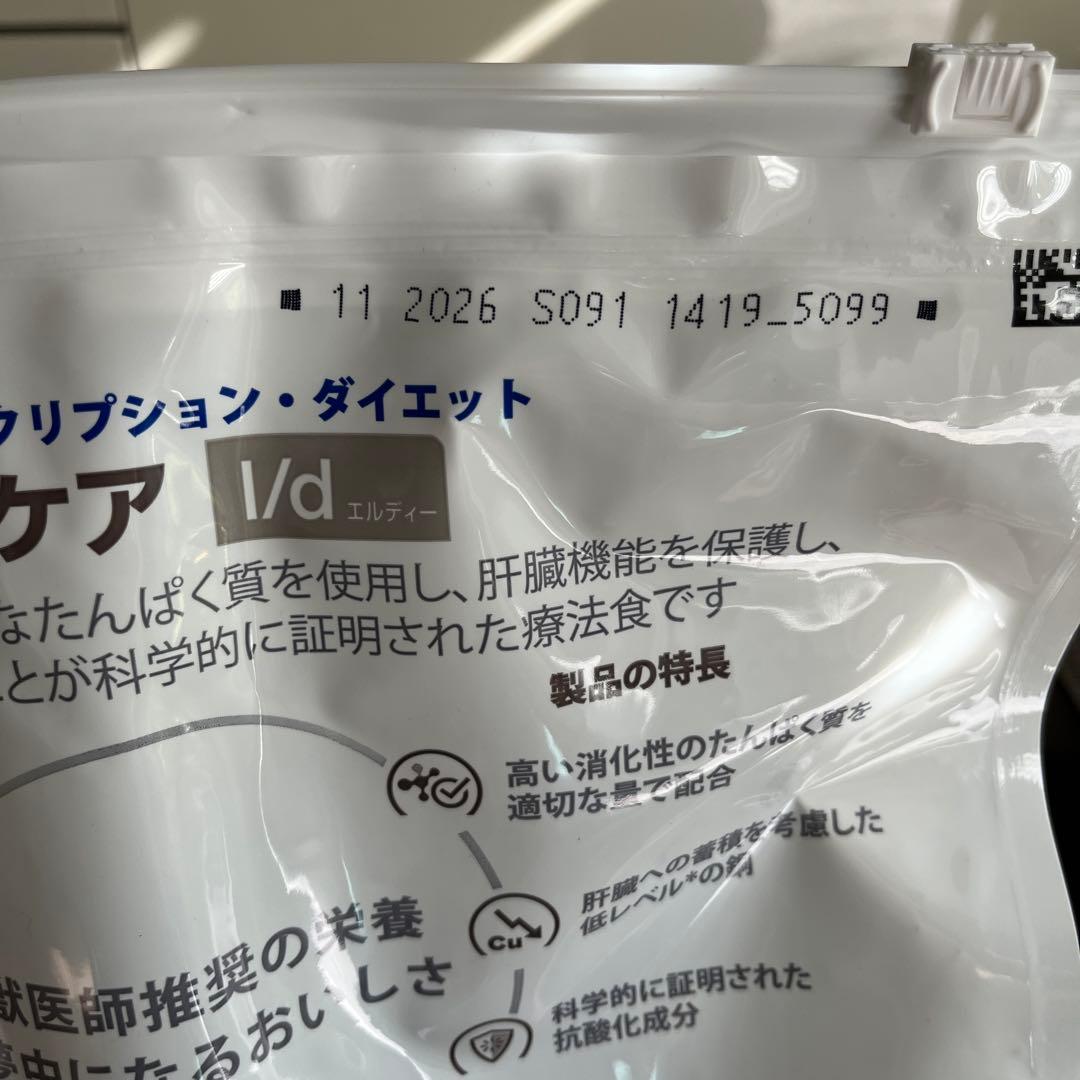 11 2026 S091 1419_5099
クリプション・ダイエット
ケア l/d エルディー
なたんぱく質を使用し、肝臓機能を保護し、
ことが科学的に証明された療法食です
製品の特長
高い消化性のたんぱく質を
適切な量で配合
肝臓への蓄積を考慮した
低レベル*の銅
Cu
科学的に証明された
抗酸化成分
獣医師推奨の栄養
夢中になるおいしさ